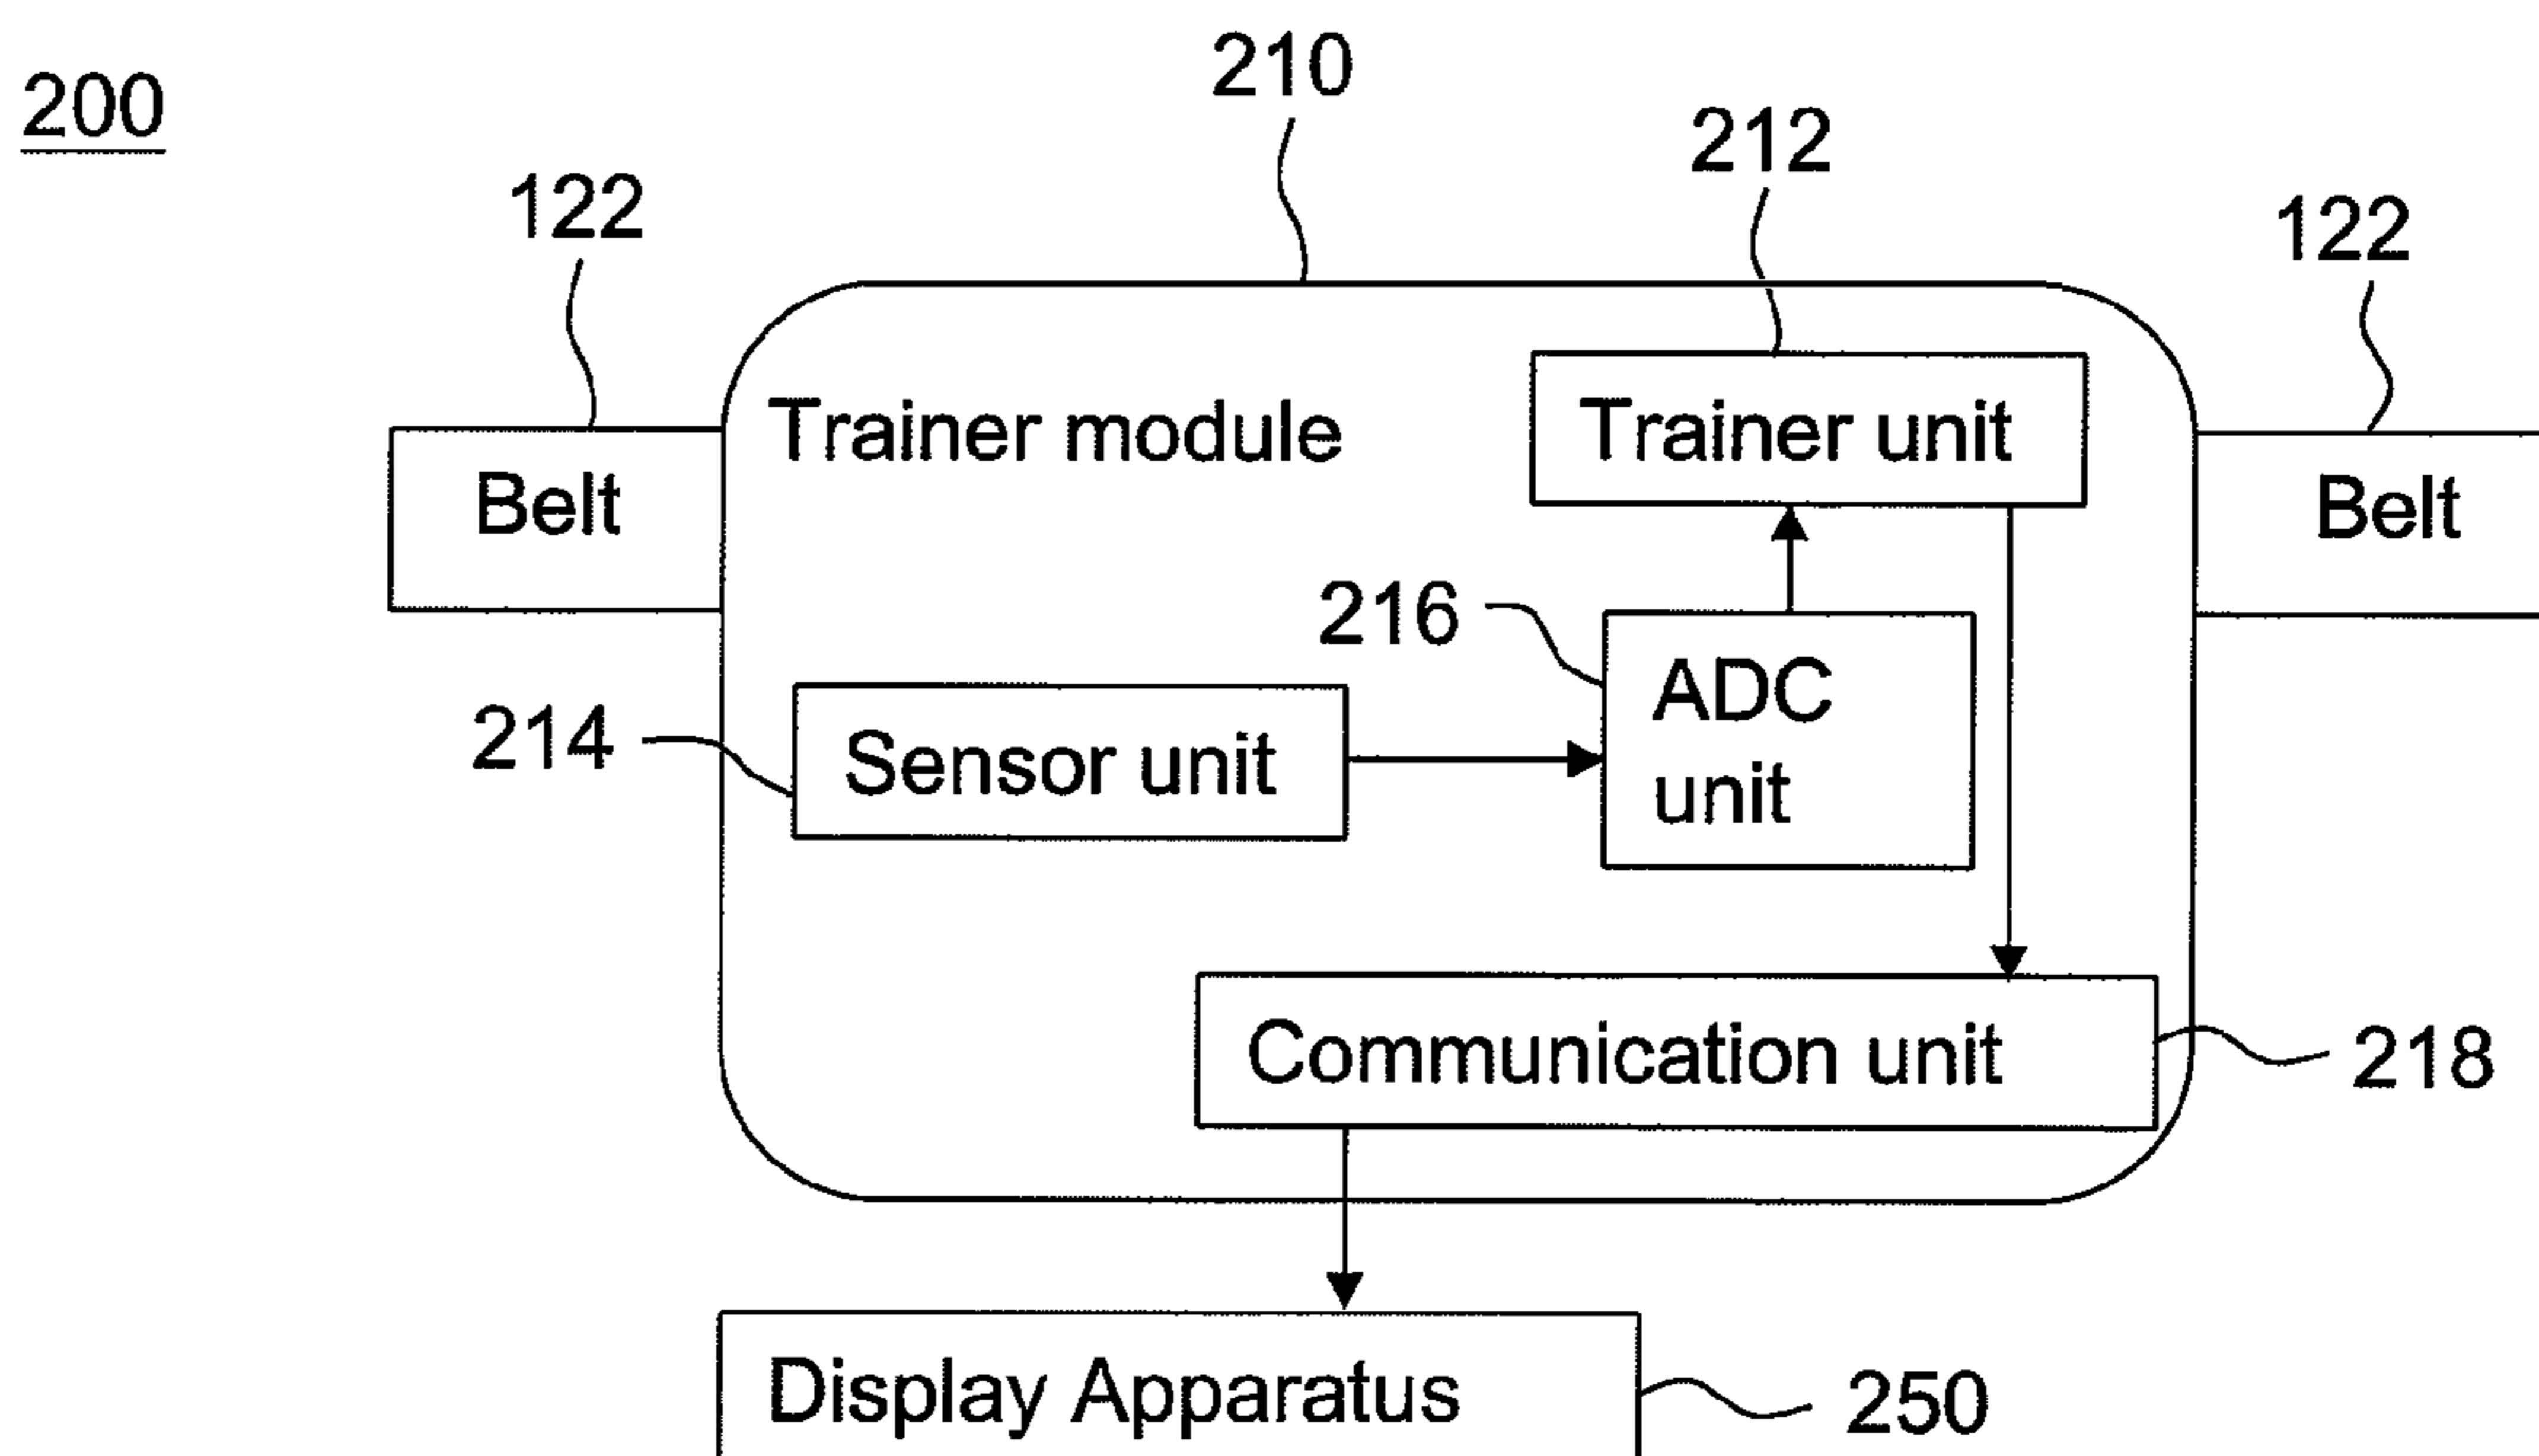 210
200
212
122
122
Trainer module
Trainer unit
Belt
Belt
216
ADC
unit
214
Sensor unit
Communication unit
218
Display Apparatus
250